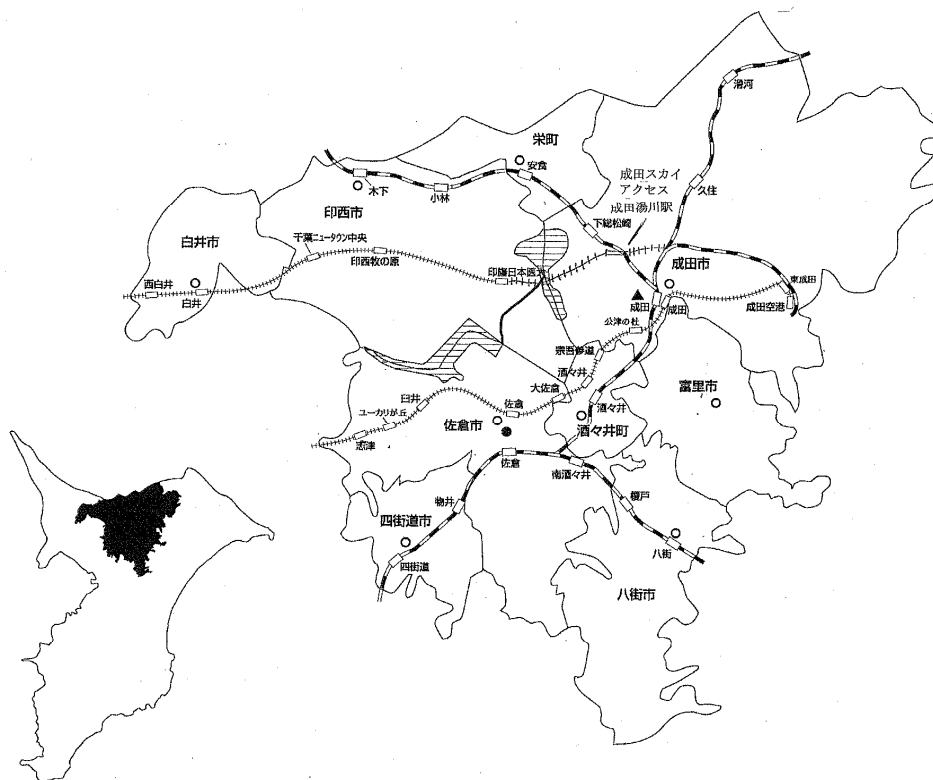 滑河
栄町
安食
成田スカイ
アクセス
成田湯川駅
木下
小林
久住
印西市
下総松崎
白井市
千葉ニュータウン中央
印西牧の原
印旛日本医大
成田市
西白井
白井
東成田
成田
成田
成田空港
公津の杜
宗吾参道
酒々井
富里市
大佐倉
臼井
佐倉
酒々井
ユーカリが丘
佐倉市
酒々井町
志津
佐倉
南酒々井
物井
榎戸
四街道市
四街道
八街
八街市